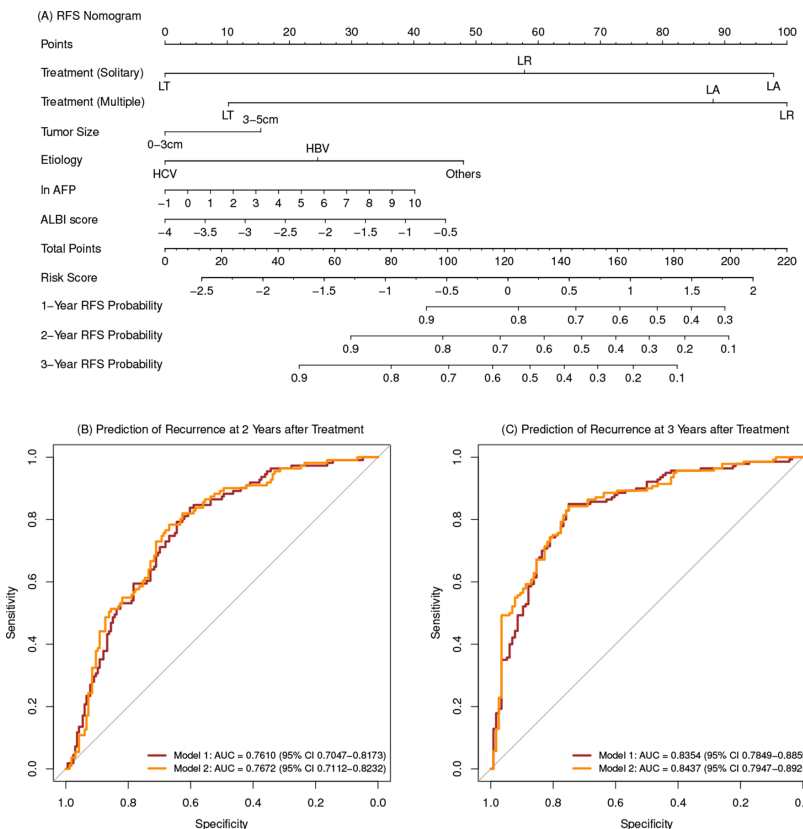 (A) RFS Nomogram
Points
0 10 20 30 40 50 60 70 80 90 100
Treatment (Solitary)
LT LR LA
Treatment (Multiple)
LT LA LR
Tumor Size
0−3cm 3−5cm
Etiology
HCV HBV Others
ln AFP
−1 0 1 2 3 4 5 6 7 8 9 10
ALBI score
−4 −3.5 −3 −2.5 −2 −1.5 −1 −0.5
Total Points
0 20 40 60 80 100 120 140 160 180 200 220
Risk Score
−2.5 −2 −1.5 −1 −0.5 0 0.5 1 1.5 2
1−Year RFS Probability
0.9 0.8 0.7 0.6 0.5 0.4 0.3
2−Year RFS Probability
0.9 0.8 0.7 0.6 0.5 0.4 0.3 0.2 0.1
3−Year RFS Probability
0.9 0.8 0.7 0.6 0.5 0.4 0.3 0.2 0.1
(B) Prediction of Recurrence at 2 Years after Treatment
Sensitivity
1.0
0.8
0.6
0.4
0.2
0.0
Model 1: AUC = 0.7610 (95% CI 0.7047−0.8173)
Model 2: AUC = 0.7672 (95% CI 0.7112−0.8232)
1.0 0.8 0.6 0.4 0.2 0.0
Specificity
(C) Prediction of Recurrence at 3 Years after Treatment
Sensitivity
1.0
0.8
0.6
0.4
0.2
0.0
Model 1: AUC = 0.8354 (95% CI 0.7849−0.885
Model 2: AUC = 0.8437 (95% CI 0.7947−0.892
1.0 0.8 0.6 0.4 0.2
Specificity